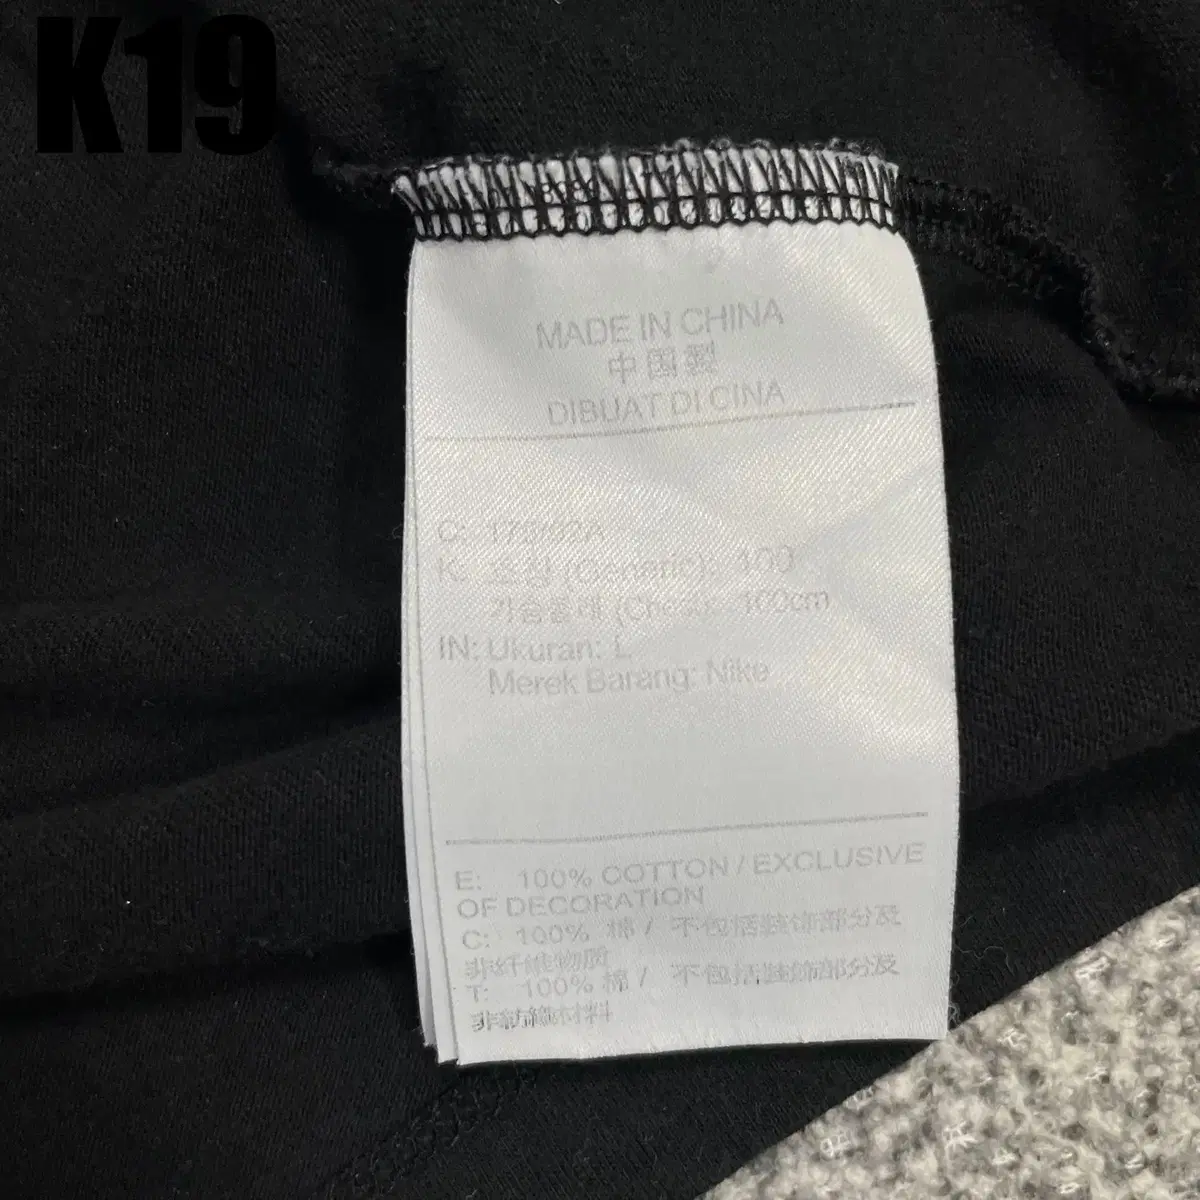 K19
MADE IN CHINA
中国製
DIBUAT DI CINA
C:
K: 호칭 (Generic): 100
가슴둘레 (Chest): 100cm
IN: Ukuran: L
Merek Barang: Nike
E: 100% COTTON / EXCLUSIVE
OF DECORATION
C: 100% 棉 / 不包括装饰部分及
非纤维物质
T: 100% 棉 / 不包括裝飾部分及
非紡織材料